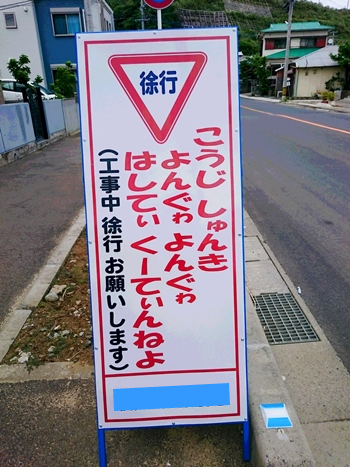 徐行
こうじ しゅんき
よんぐゎ よんぐゎ
はしてぃ くーてぃんねよ
(工事中 徐行 お願いします)